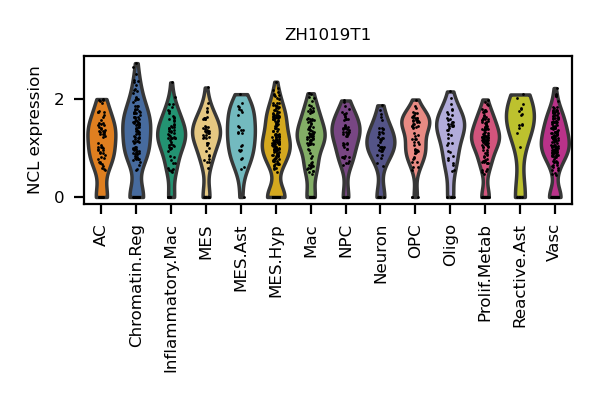 ZH1019T1
NCL expression
2
0
AC
Chromatin.Reg
Inflammatory.Mac
MES
MES.Ast
MES.Hyp
Mac
NPC
Neuron
OPC
Oligo
Prolif.Metab
Reactive.Ast
Vasc